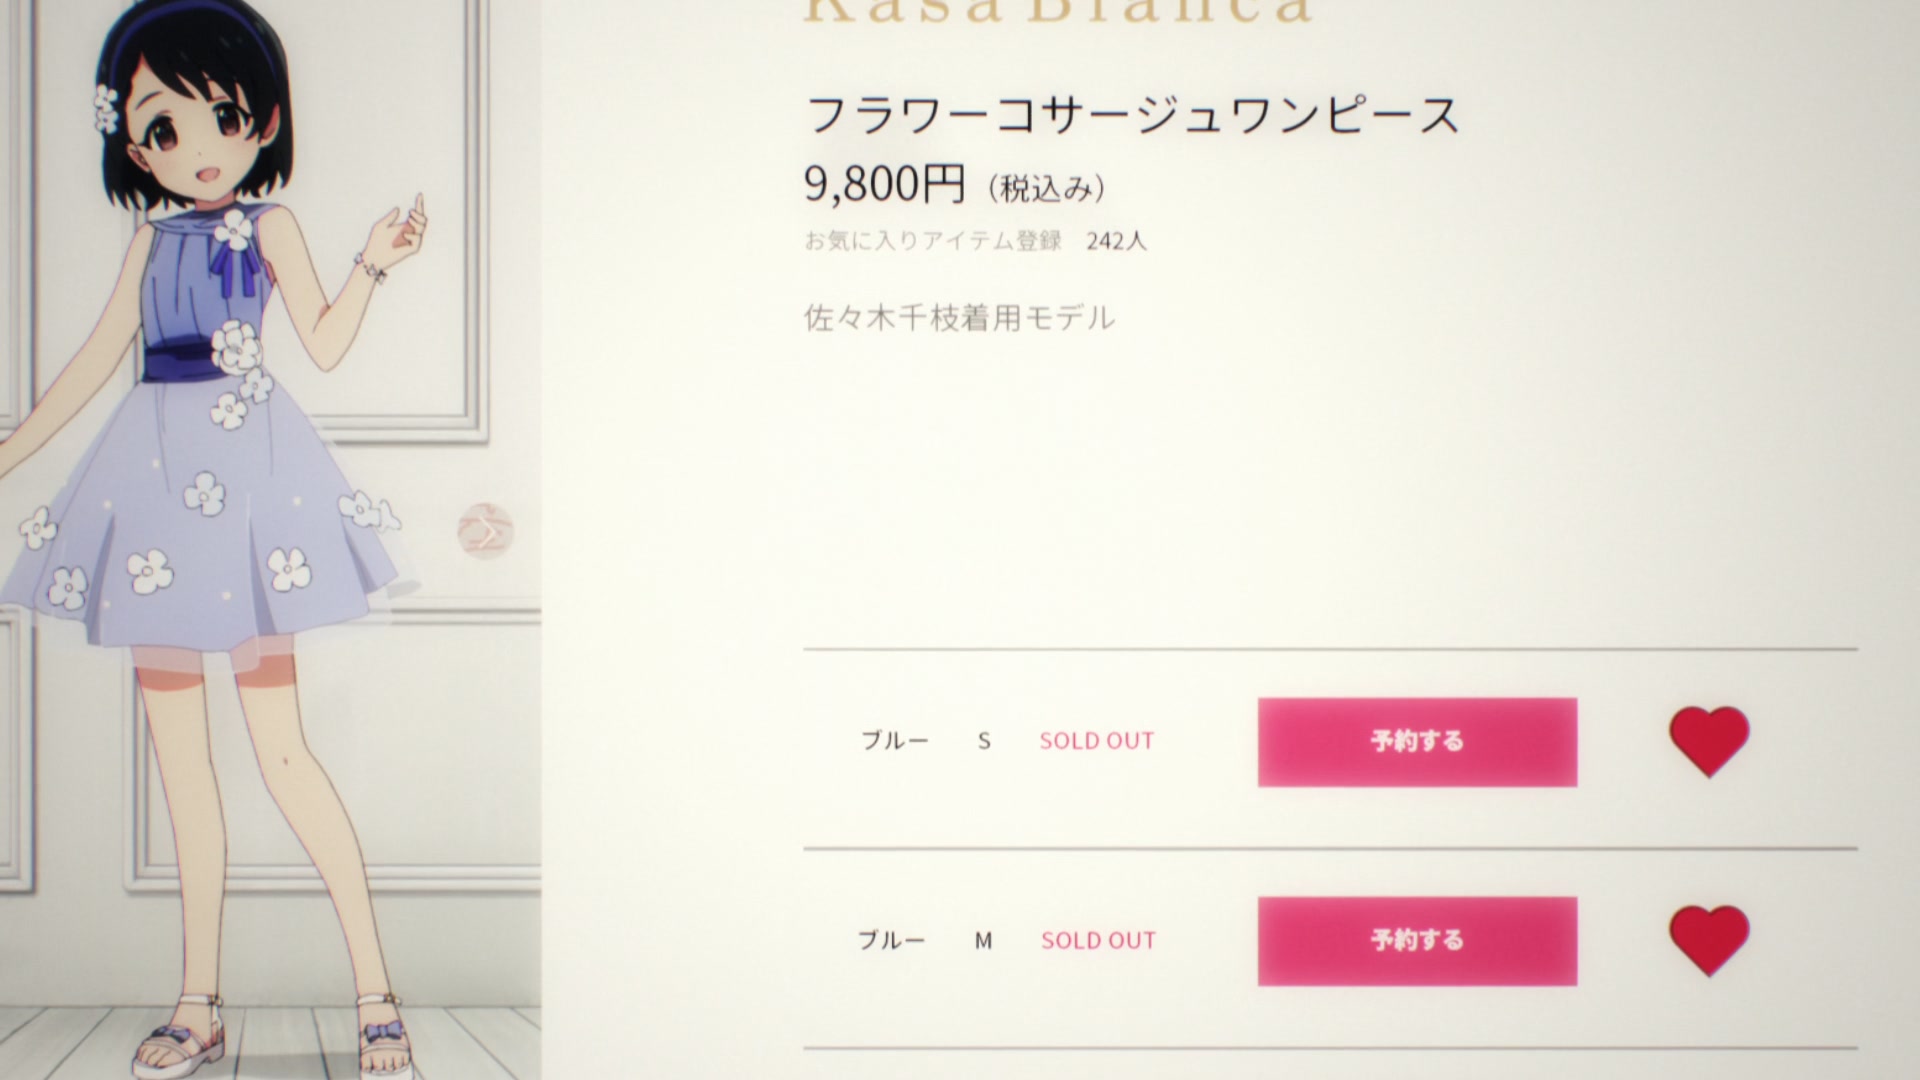 Kasa Bianca
フラワーコサージュワンピース
9,800円（税込み）
お気に入りアイテム登録 242人
佐々木千枝着用モデル
ブルー S SOLD OUT 予約する
ブルー M SOLD OUT 予約する